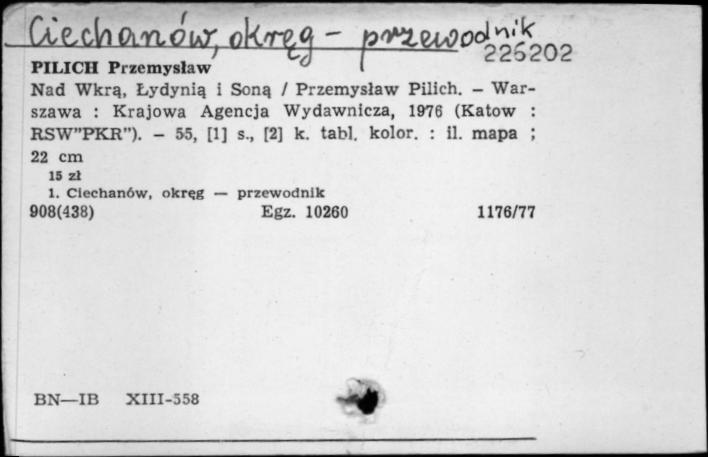 Ciechanów, okręg - przewodnik
226202
PILICH Przemysław
Nad Wkrą, Łydynią i Soną / Przemysław Pilich. — War-
szawa : Krajowa Agencja Wydawnicza, 1976 (Katow :
RSW"PKR"). — 55, [1] s., [2] k. tabl. kolor. : il. mapa ;
22 cm
15 zł
1. Ciechanów, okręg — przewodnik
908(438) Egz. 10260 1176/77
BN—IB XIII-558